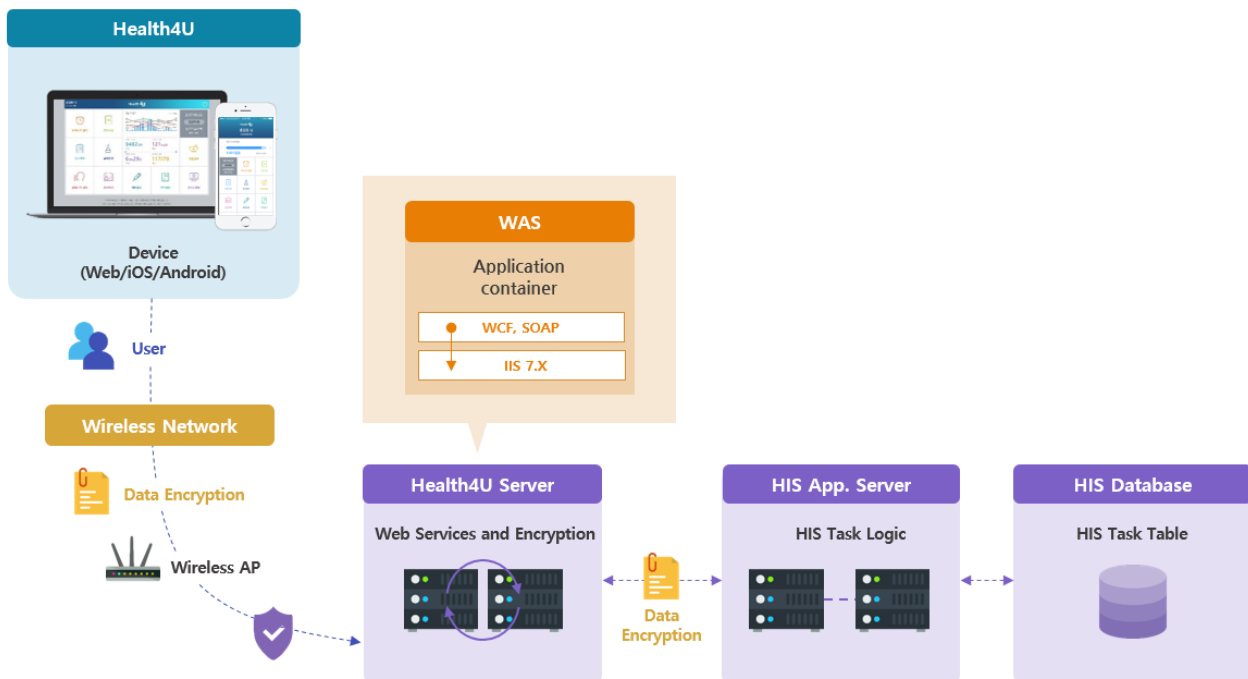 Health4U
Device
(Web/iOS/Android)
User
Wireless Network
Data Encryption
Wireless AP
WAS
Application
container
WCF, SOAP
IIS 7.X
Health4U Server
Web Services and Encryption
Data
Encryption
HIS App. Server
HIS Task Logic
HIS Database
HIS Task Table